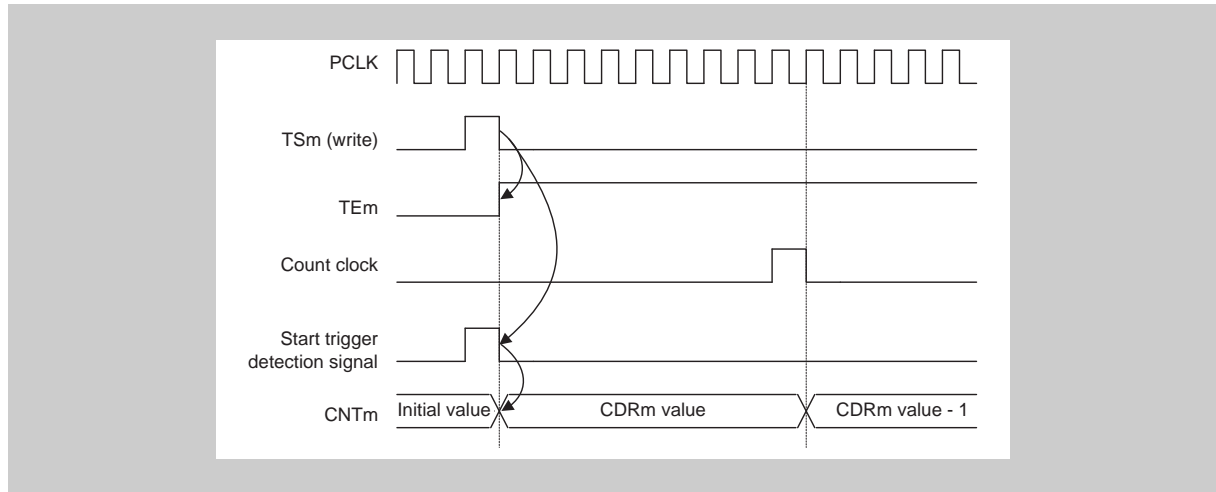 PCLK
TSm (write)
TEm
Count clock
Start trigger
detection signal
CNTm
Initial value
CDRm value
CDRm value - 1